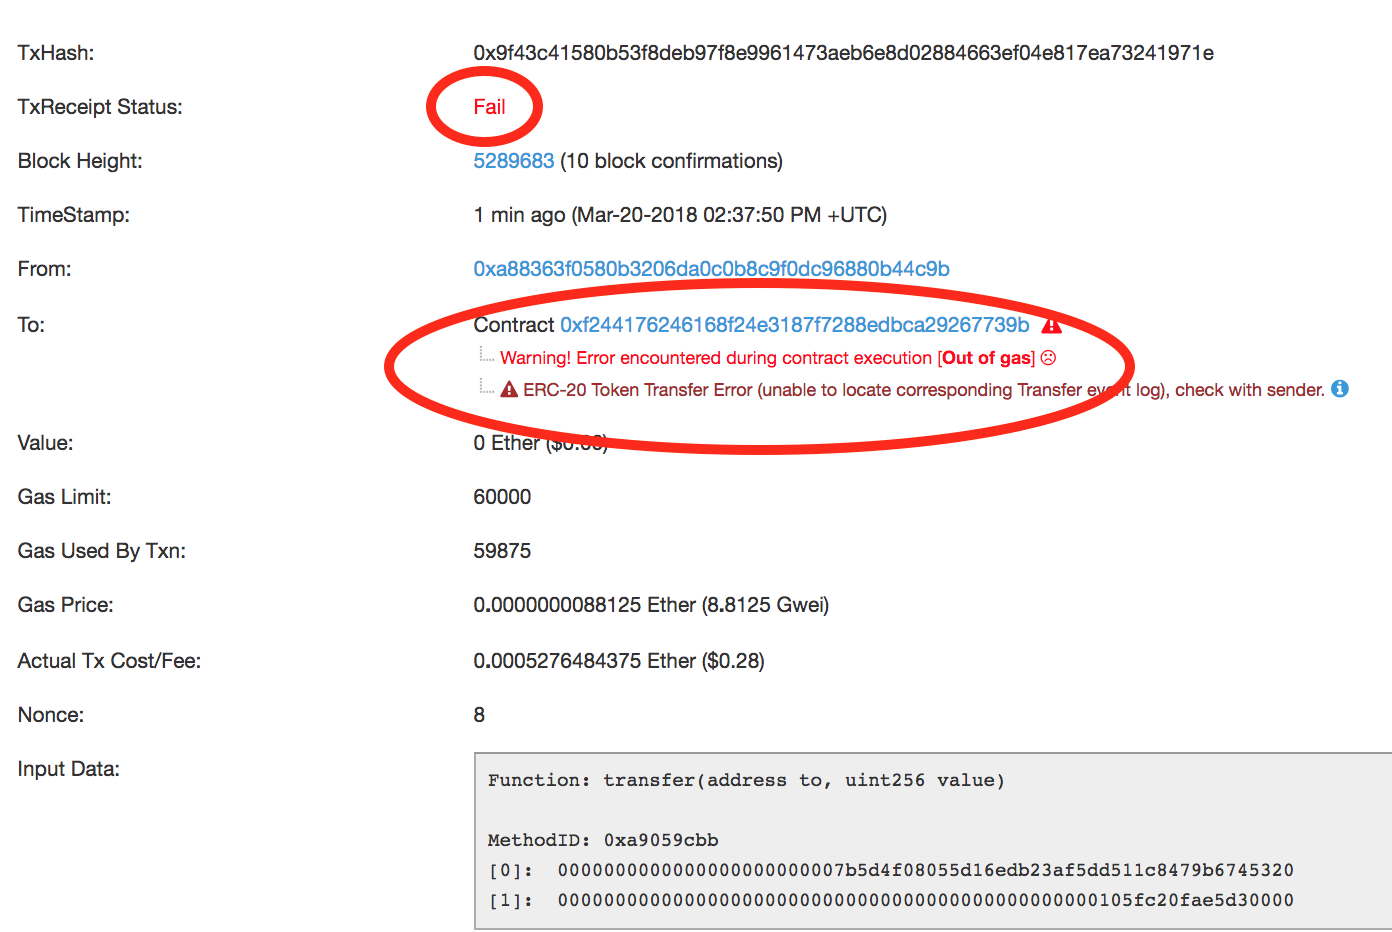 TxHash: 0x9f43c41580b53f8deb97f8e9961473aeb6e8d02884663ef04e817ea73241971e
TxReceipt Status: Fail
Block Height: 5289683 (10 block confirmations)
TimeStamp: 1 min ago (Mar-20-2018 02:37:50 PM +UTC)
From: 0xa88363f0580b3206da0c0b8c9f0dc96880b44c9b
To: Contract 0xf244176246168f24e3187f7288edbca29267739b
Warning! Error encountered during contract execution [Out of gas]
ERC-20 Token Transfer Error (unable to locate corresponding Transfer event log), check with sender.
Value: 0 Ether ($0.00)
Gas Limit: 60000
Gas Used By Txn: 59875
Gas Price: 0.0000000088125 Ether (8.8125 Gwei)
Actual Tx Cost/Fee: 0.0005276484375 Ether ($0.28)
Nonce: 8
Input Data:
Function: transfer(address to, uint256 value)
MethodID: 0xa9059cbb
[0]: 0000000000000000000000007b5d4f08055d16edb23af5dd511c8479b6745320
[1]: 00000000000000000000000000000000000000000000000105fc20fae5d30000